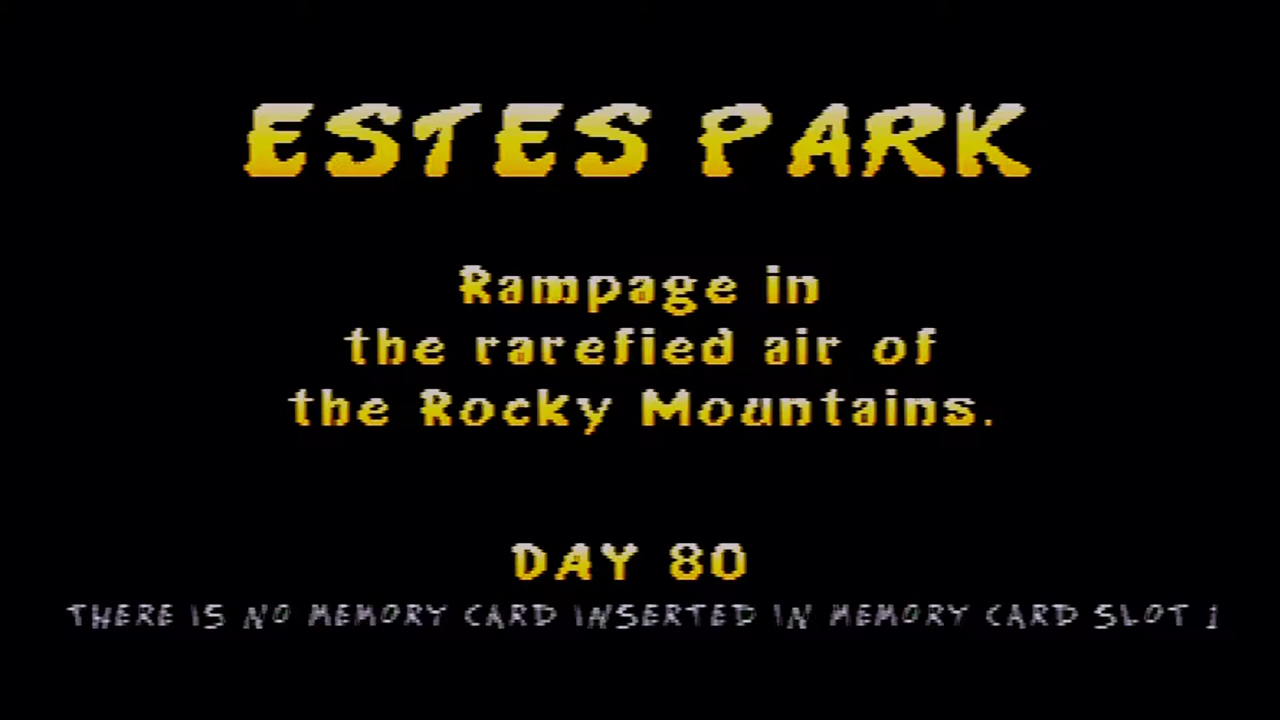 ESTES PARK
Rampage in
the rarefied air of
the Rocky Mountains.
DAY 80
THERE IS NO MEMORY CARD INSERTED IN MEMORY CARD SLOT 1